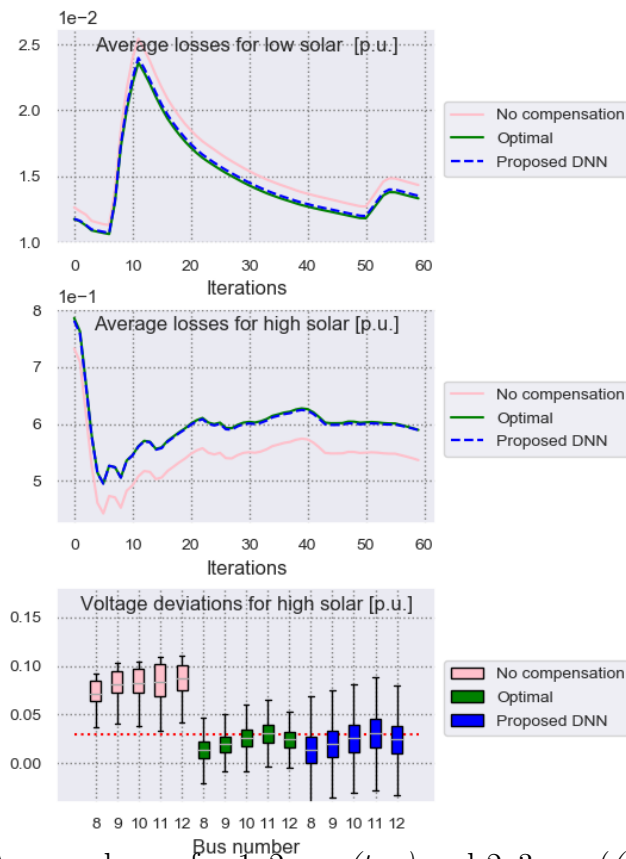 1e−2
Average losses for low solar [p.u.]
2.5
2.0
1.5
1.0
0 10 20 30 40 50 60
Iterations
No compensation
Optimal
Proposed DNN
1e−1
Average losses for high solar [p.u.]
8
7
6
5
0 10 20 30 40 50 60
Iterations
No compensation
Optimal
Proposed DNN
Voltage deviations for high solar [p.u.]
0.15
0.10
0.05
0.00
8 9 10 11 12 8 9 10 11 12 8 9 10 11 12
Bus number
No compensation
Optimal
Proposed DNN